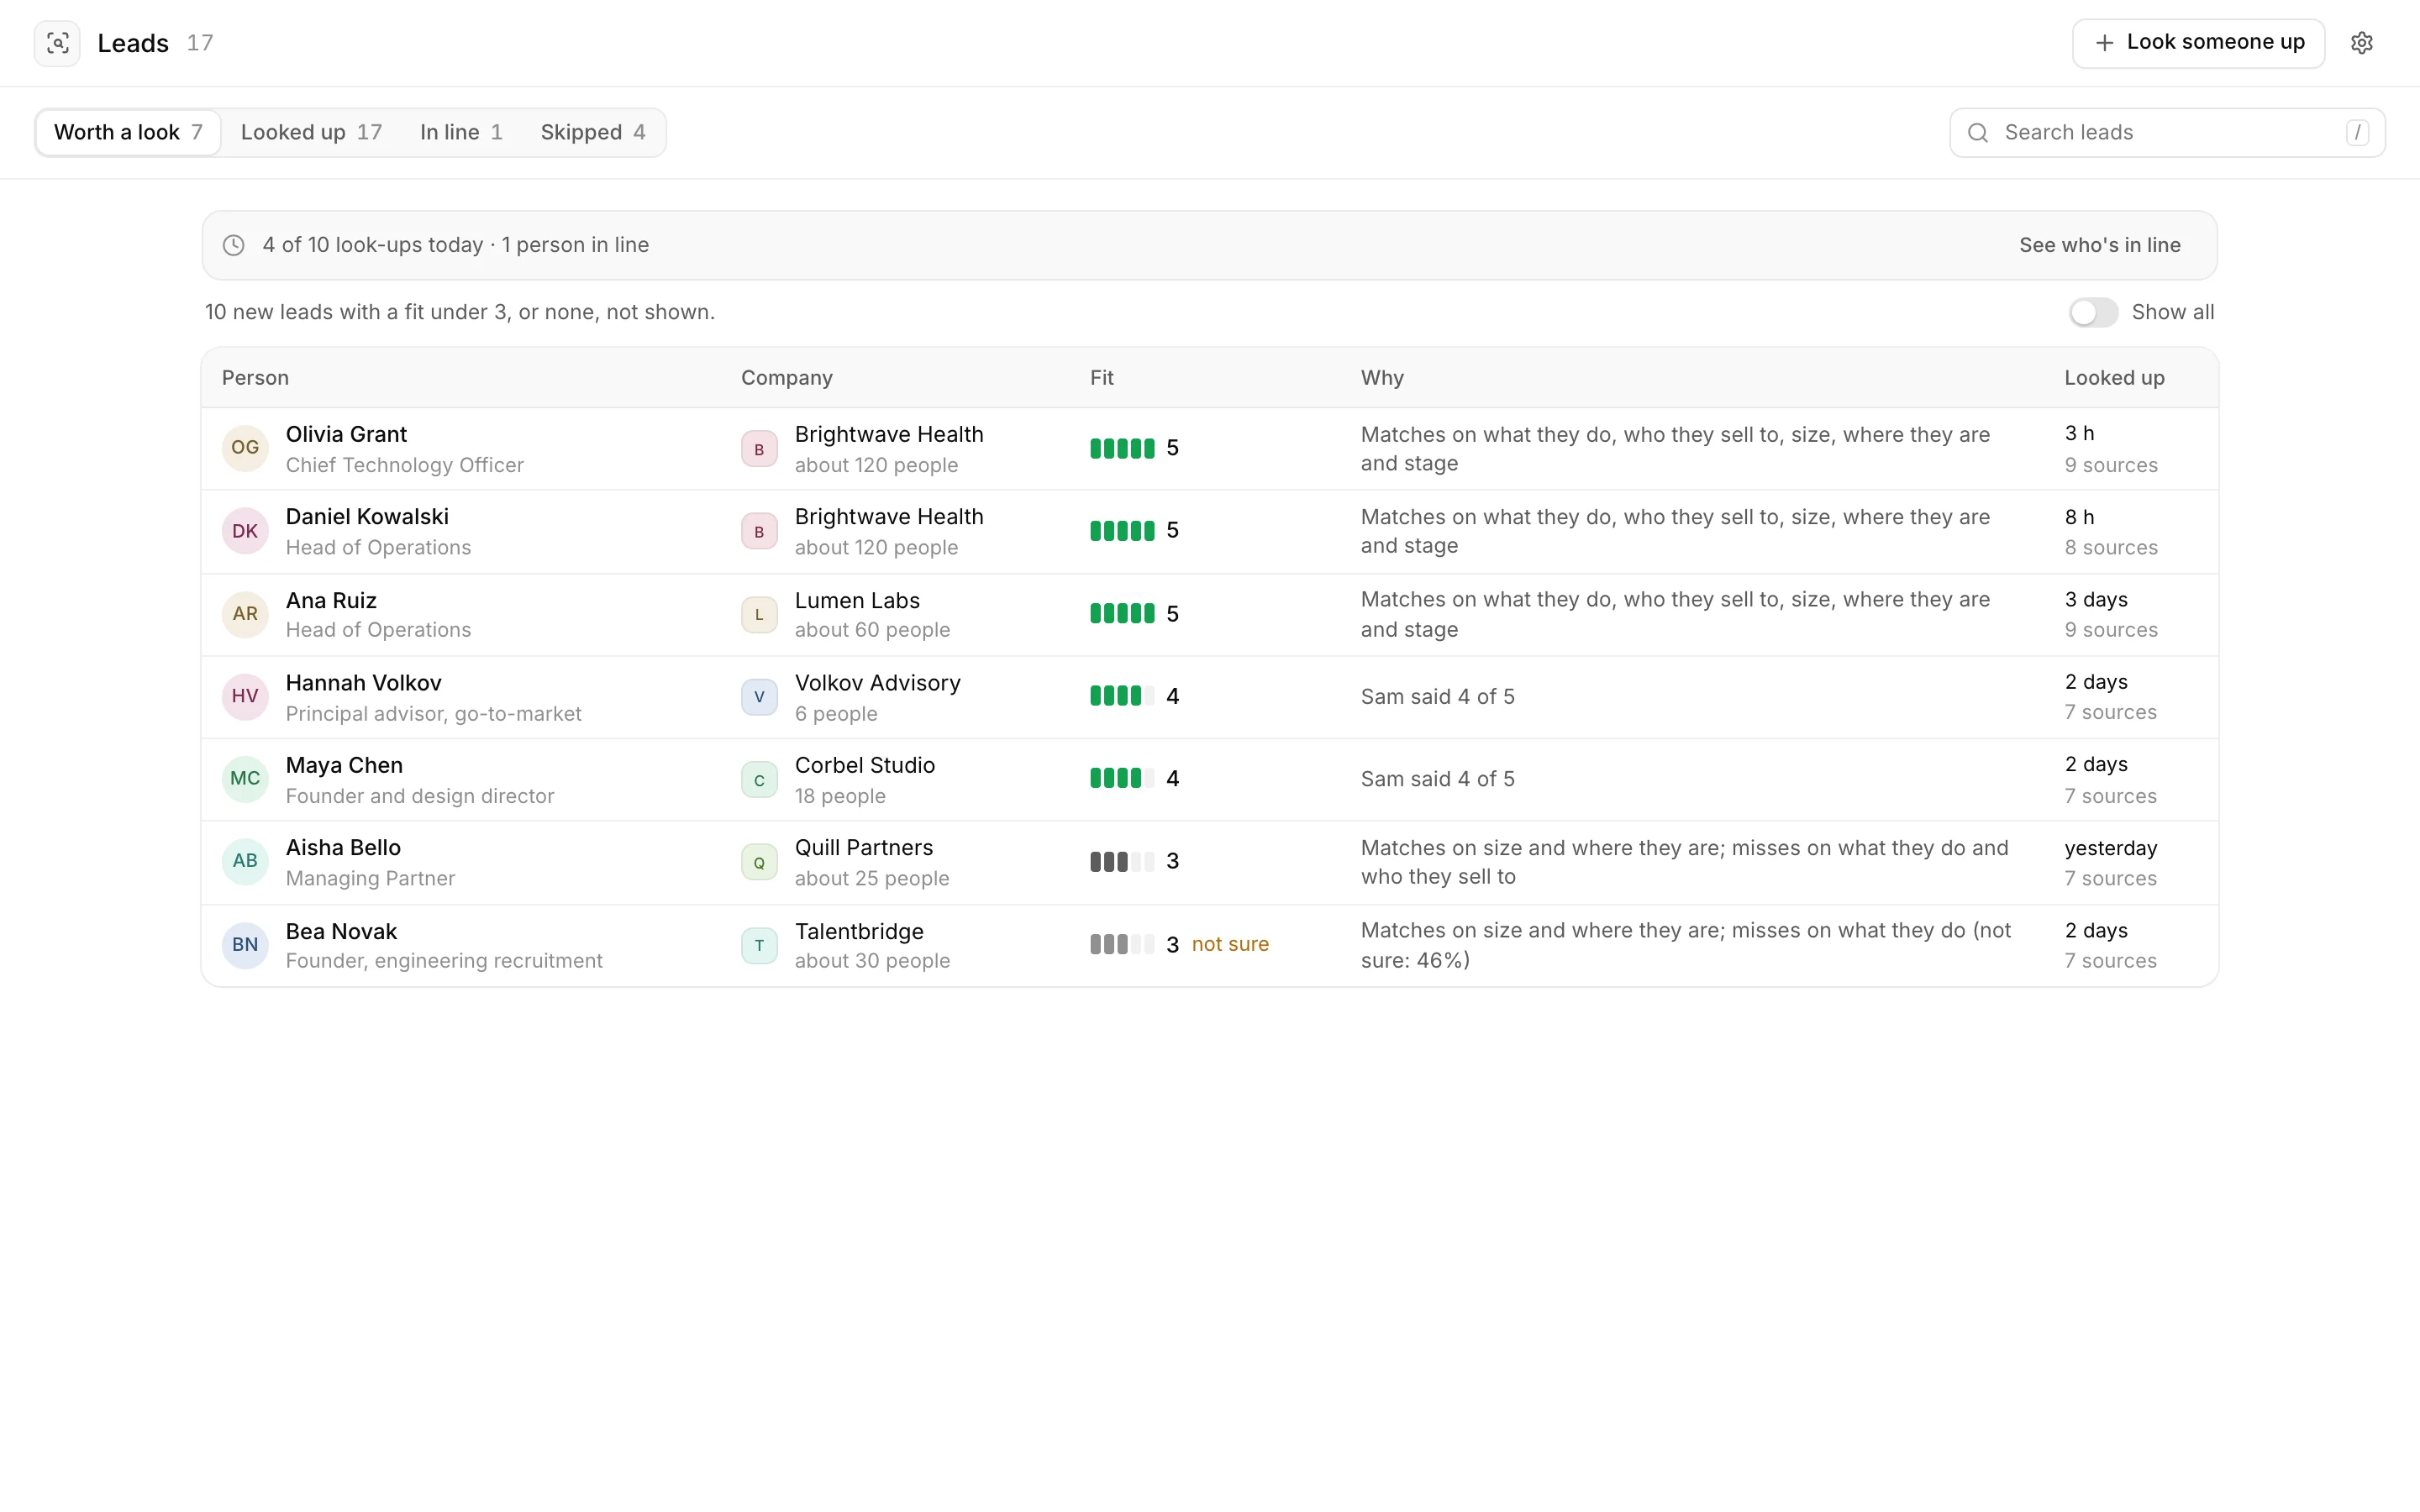 Leads 17
Look someone up
Worth a look 7 Looked up 17 In line 1 Skipped 4
Search leads /
4 of 10 look-ups today · 1 person in line See who's in line
10 new leads with a fit under 3, or none, not shown. Show all
Person Company Fit Why Looked up
OG Olivia Grant B Brightwave Health 5 Matches on what they do, who they sell to, size, where they are 3 h
Chief Technology Officer about 120 people and stage 9 sources
DK Daniel Kowalski B Brightwave Health 5 Matches on what they do, who they sell to, size, where they are 8 h
Head of Operations about 120 people and stage 8 sources
AR Ana Ruiz L Lumen Labs 5 Matches on what they do, who they sell to, size, where they are 3 days
Head of Operations about 60 people and stage 9 sources
HV Hannah Volkov V Volkov Advisory 4 Sam said 4 of 5 2 days
Principal advisor, go-to-market 6 people 7 sources
MC Maya Chen C Corbel Studio 4 Sam said 4 of 5 2 days
Founder and design director 18 people 7 sources
AB Aisha Bello Q Quill Partners 3 Matches on size and where they are; misses on what they do and yesterday
Managing Partner about 25 people who they sell to 7 sources
BN Bea Novak T Talentbridge 3 not sure Matches on size and where they are; misses on what they do (not 2 days
Founder, engineering recruitment about 30 people sure: 46%) 7 sources